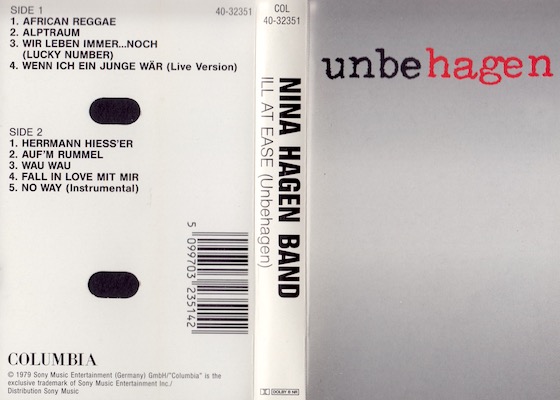 SIDE 1
40-32351
1. AFRICAN REGGAE
2. ALPTRAUM
3. WIR LEBEN IMMER...NOCH
(LUCKY NUMBER)
4. WENN ICH EIN JUNGE WÄR (Live Version)
SIDE 2
1. HERRMANN HIESS'ER
2. AUF'M RUMMEL
3. WAU WAU
4. FALL IN LOVE MIT MIR
5. NO WAY (Instrumental)
5 099703 235142
COLUMBIA
© 1979 Sony Music Entertainment (Germany) GmbH/"Columbia" is the
exclusive trademark of Sony Music Entertainment Inc./
Distribution Sony Music
COL
40-32351
NINA HAGEN BAND
ILL AT EASE (Unbehagen)
DOLBY B NR
unbehagen